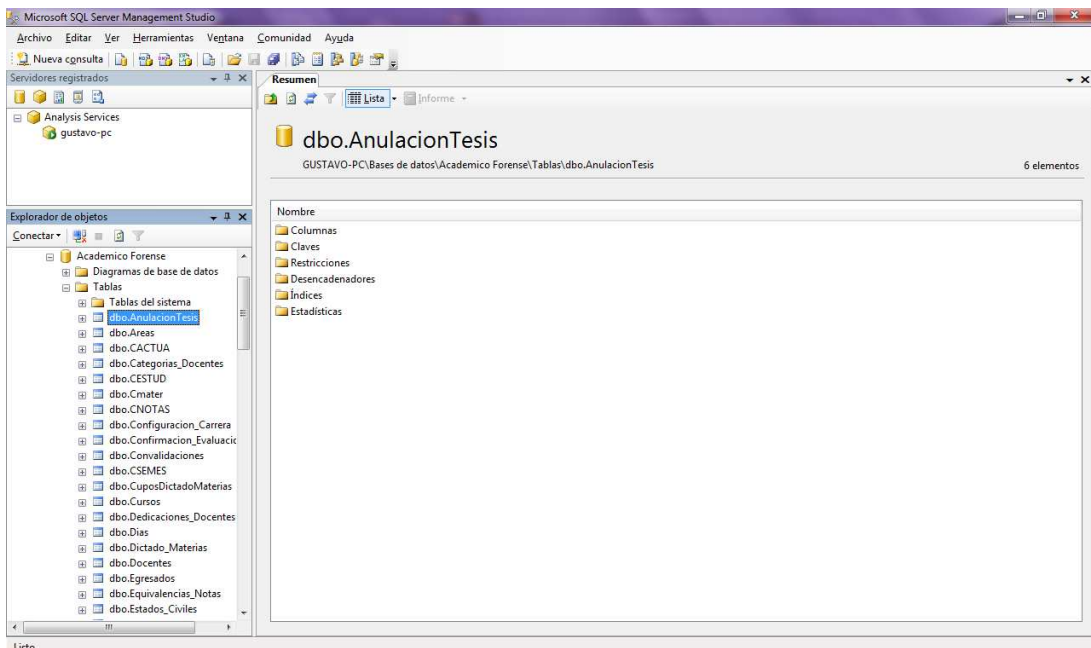 Microsoft SQL Server Management Studio
Archivo Editar Ver Herramientas Ventana Comunidad Ayuda
Nueva consulta
Servidores registrados
Analysis Services
gustavo-pc
Explorador de objetos
Conectar
Academico Forense
Diagramas de base de datos
Tablas
Tablas del sistema
dbo.AnulacionTesis
dbo.Areas
dbo.CACTUA
dbo.Categorias_Docentes
dbo.CESTUD
dbo.Cmater
dbo.CNOTAS
dbo.Configuracion_Carrera
dbo.Confirmacion_Evaluacic
dbo.Convalidaciones
dbo.CSEMES
dbo.CuposDictadoMaterias
dbo.Cursos
dbo.Dedicaciones_Docentes
dbo.Dias
dbo.Dictado_Materias
dbo.Docentes
dbo.Egresados
dbo.Equivalencias_Notas
dbo.Estados_Civiles
Resumen
Lista Informe
dbo.AnulacionTesis
GUSTAVO-PC\Bases de datos\Academico Forense\Tablas\dbo.AnulacionTesis 6 elementos
Nombre
Columnas
Claves
Restricciones
Desencadenadores
Índices
Estadísticas
Listo